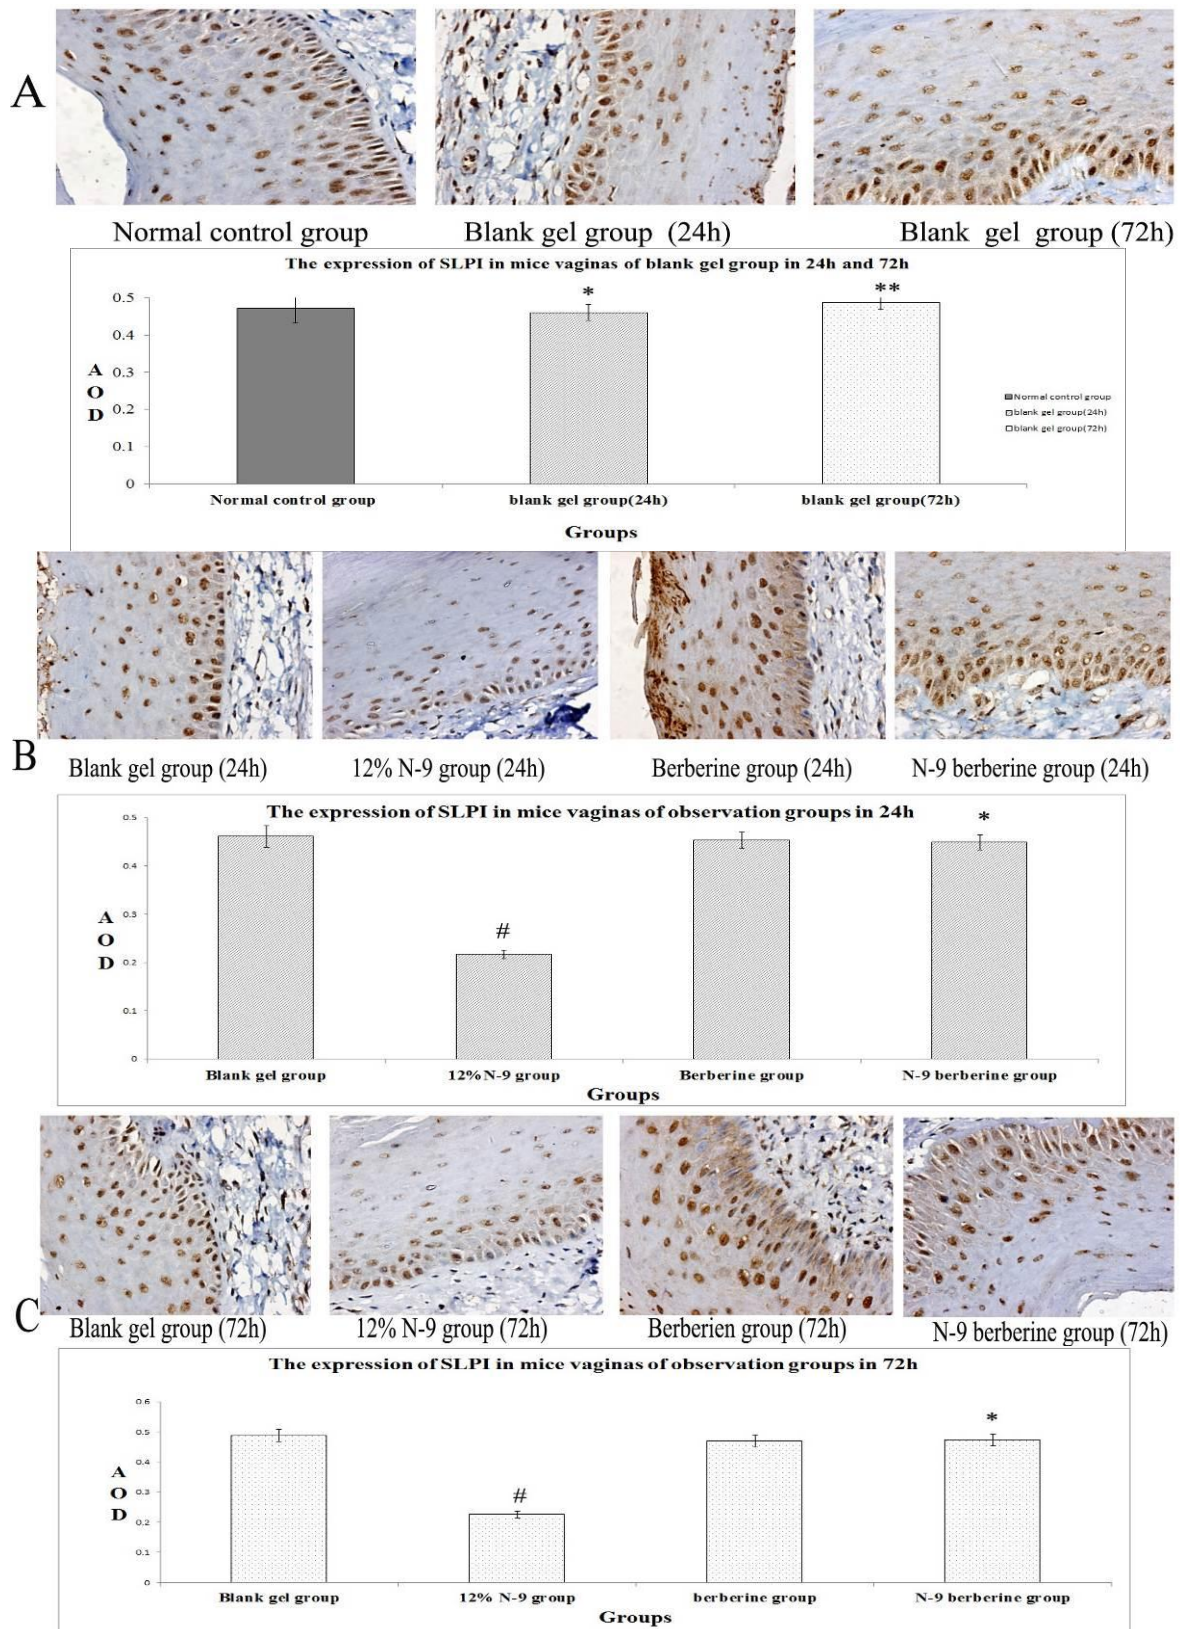 A
Normal control group
Blank gel group (24h)
Blank gel group (72h)
The expression of SLPI in mice vaginas of blank gel group in 24h and 72h
*
**
0.5
0.4
0.3
0.2
0.1
0
A
O
D
Normal control group
blank gel group(24h)
blank gel group(72h)
Normal control group
blank gel group(24h)
blank gel group(72h)
Groups
B
Blank gel group (24h)
12% N-9 group (24h)
Berberine group (24h)
N-9 berberine group (24h)
The expression of SLPI in mice vaginas of observation groups in 24h
#
*
0.5
0.4
0.3
0.2
0.1
0
A
O
D
Blank gel group
12%N-9 group
Berberine group
N-9 berberine group
Groups
C
Blank gel group (72h)
12% N-9 group (72h)
Berberien group (72h)
N-9 berberine group (72h)
The expression of SLPI in mice vaginas of observation groups in 72h
#
*
0.6
0.5
0.4
0.3
0.2
0.1
0
A
O
D
Blank gel group
12% N-9 group
berberine group
N-9 berberine group
Groups